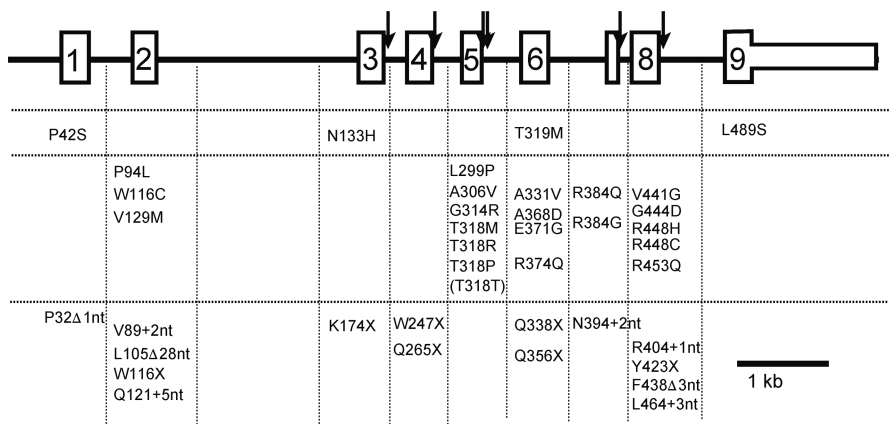 1 2 3 4 5 6 8 9
P42S N133H T319M L489S
P94L
W116C
V129M
L299P
A306V
G314R
T318M
T318R
T318P
(T318T)
A331V
A368D
E371G
R374Q
R384Q
R384G
V441G
G444D
R448H
R448C
R453Q
P32Δ1nt
V89+2nt
L105Δ28nt
W116X
Q121+5nt
K174X
W247X
Q265X
Q338X
Q356X
N394+2nt
R404+1nt
Y423X
F438Δ3nt
L464+3nt
1 kb